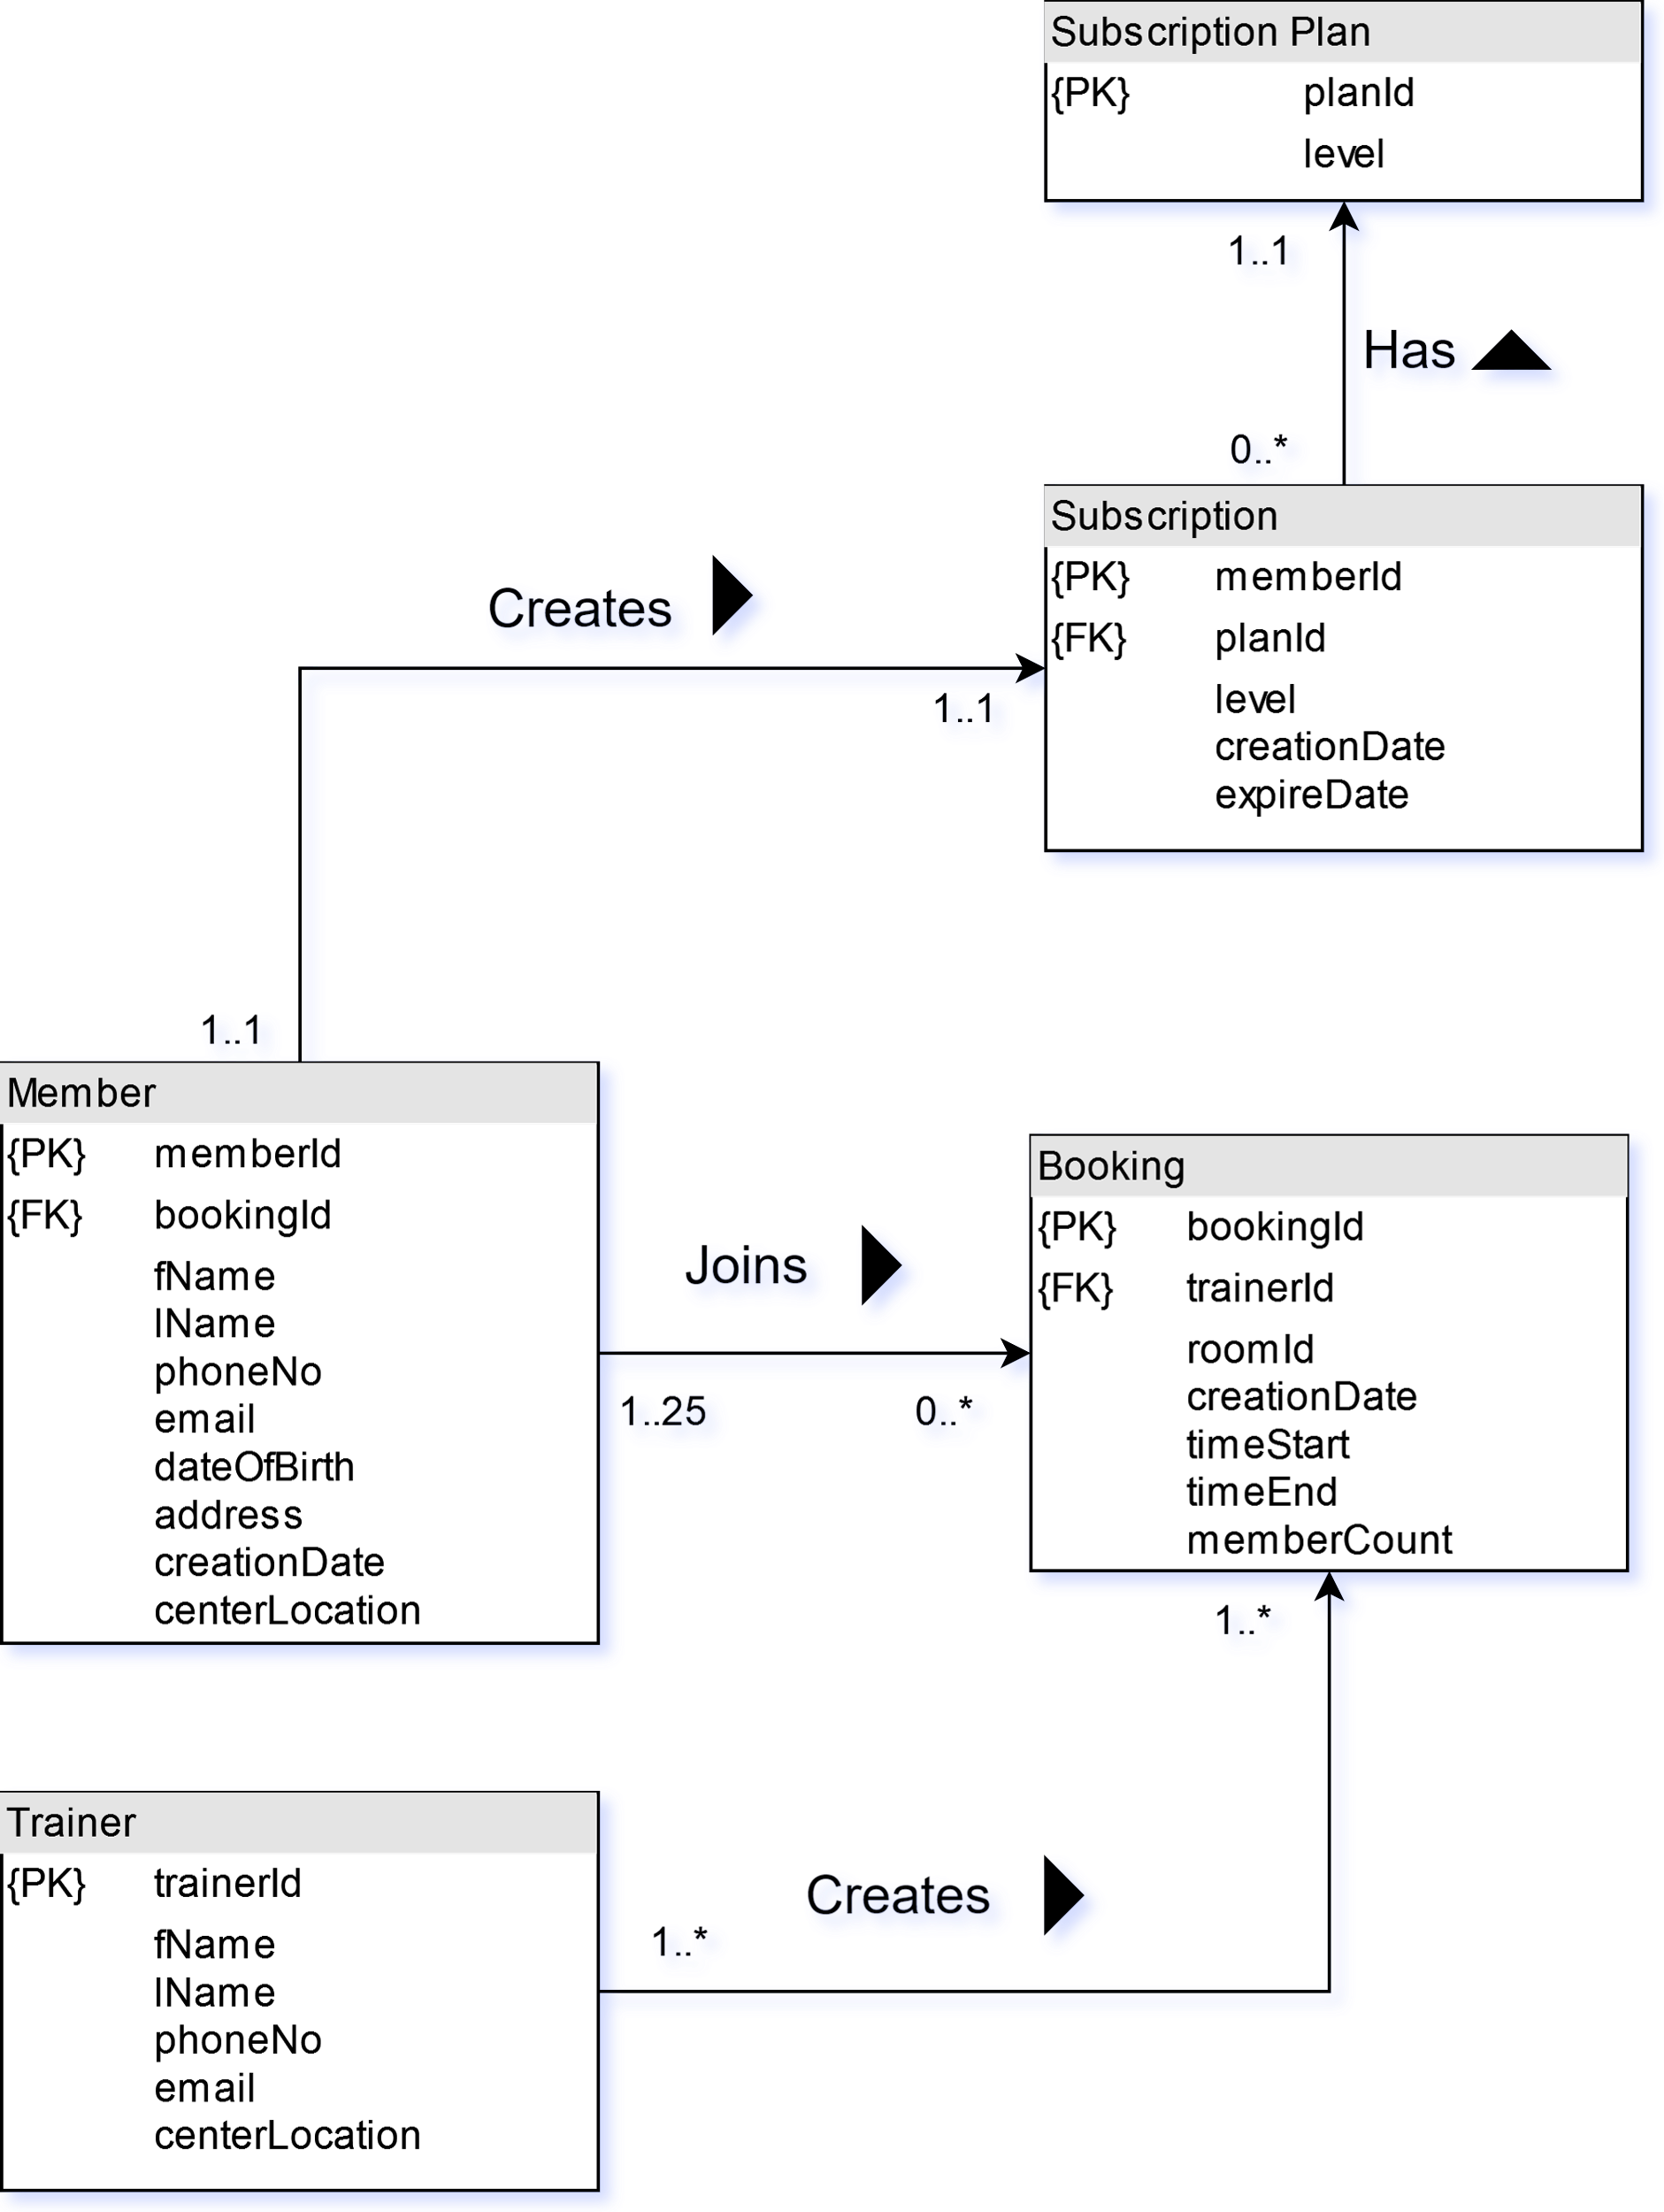 Subscription Plan
{PK} planId
level
1..1
Has
0..*
Subscription
{PK} memberId
{FK} planId
level
creationDate
expireDate
Creates
1..1
1..1
Member
{PK} memberId
{FK} bookingId
fName
lName
phoneNo
email
dateOfBirth
address
creationDate
centerLocation
Joins
1..25 0..*
Booking
{PK} bookingId
{FK} trainerId
roomId
creationDate
timeStart
timeEnd
memberCount
1..*
Trainer
{PK} trainerId
fName
lName
phoneNo
email
centerLocation
Creates
1..*